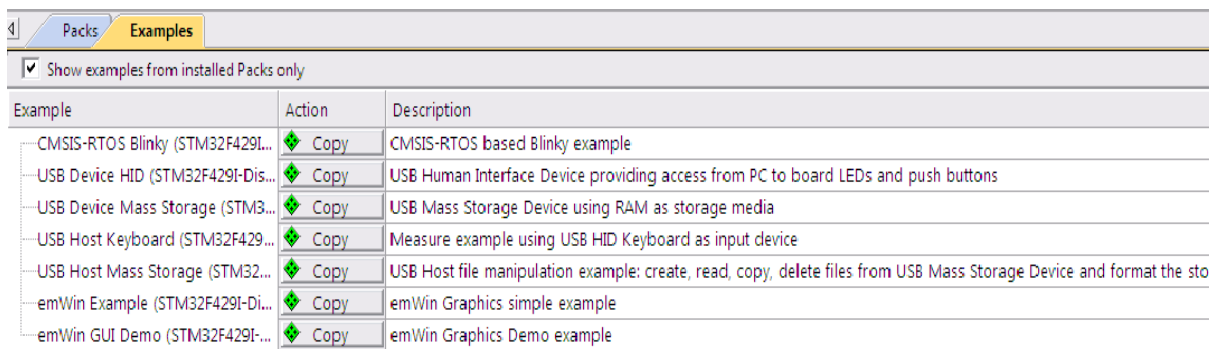 Packs Examples
Show examples from installed Packs only
Example Action Description
CMSIS-RTOS Blinky (STM32F429I... Copy CMSIS-RTOS based Blinky example
USB Device HID (STM32F429I-Dis... Copy USB Human Interface Device providing access from PC to board LEDs and push buttons
USB Device Mass Storage (STM3... Copy USB Mass Storage Device using RAM as storage media
USB Host Keyboard (STM32F429... Copy Measure example using USB HID Keyboard as input device
USB Host Mass Storage (STM32... Copy USB Host file manipulation example: create, read, copy, delete files from USB Mass Storage Device and format the sto
emWin Example (STM32F429I-Di... Copy emWin Graphics simple example
emWin GUI Demo (STM32F429I-... Copy emWin Graphics Demo example